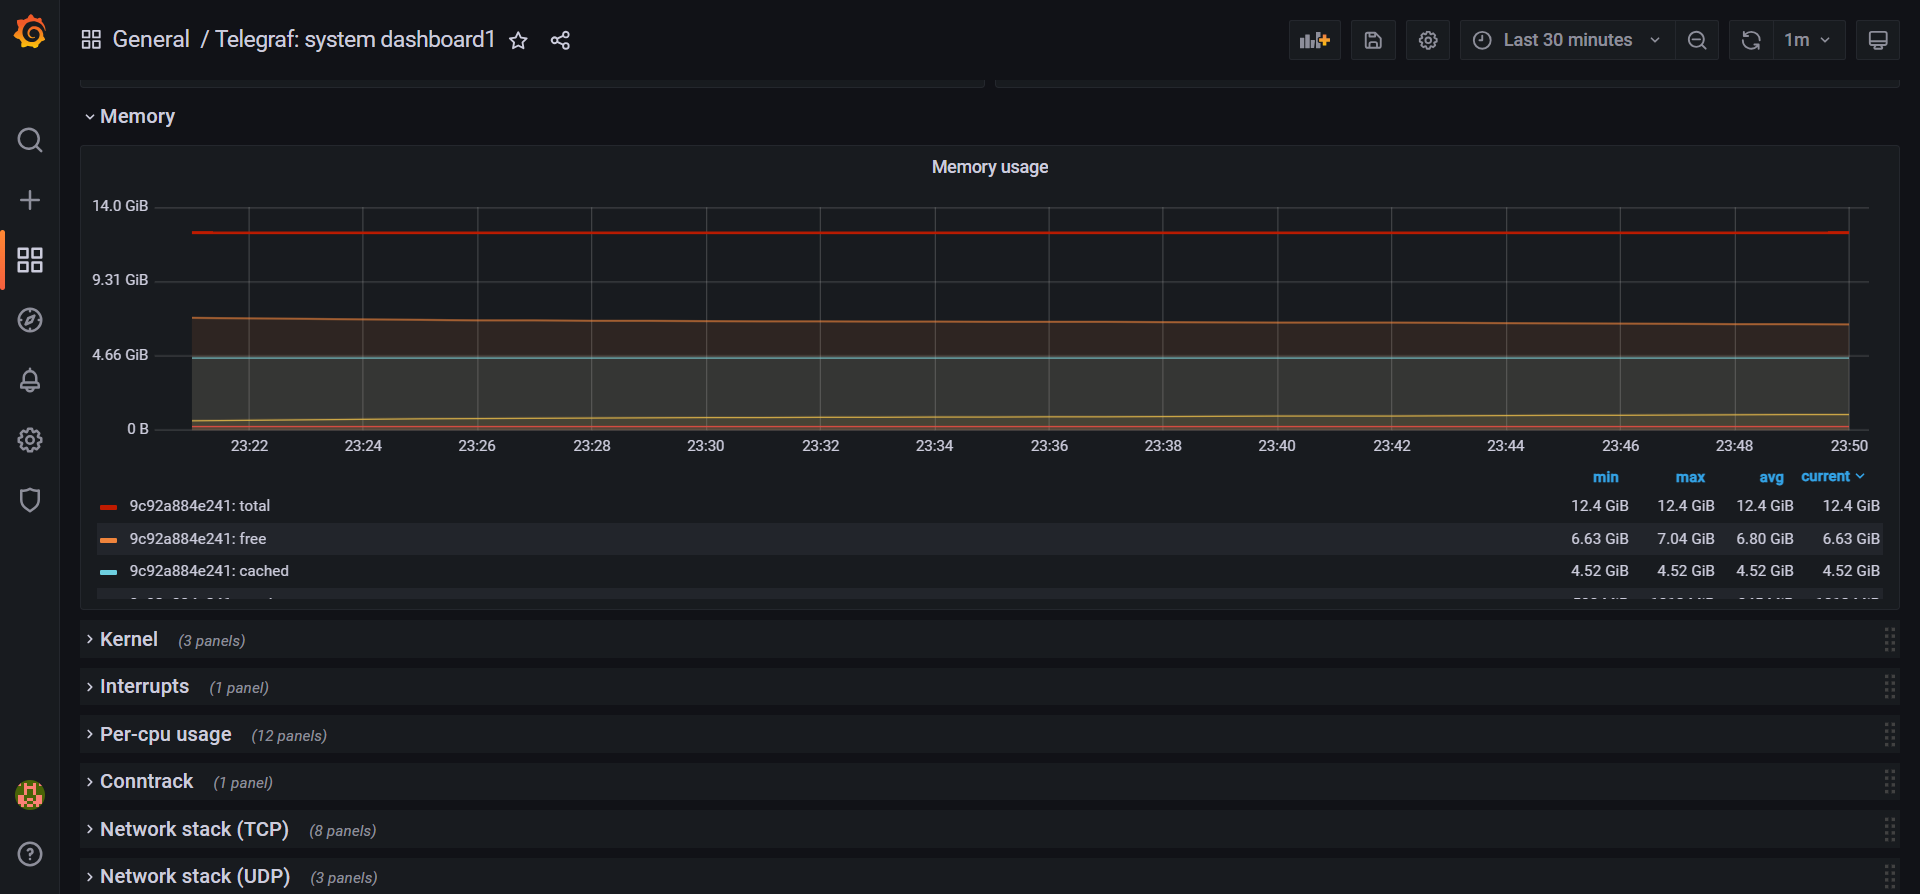 General / Telegraf: system dashboard1
Last 30 minutes
1m
Memory
Memory usage
14.0 GiB
9.31 GiB
4.66 GiB
0 B
23:22 23:24 23:26 23:28 23:30 23:32 23:34 23:36 23:38 23:40 23:42 23:44 23:46 23:48 23:50
min max avg current
9c92a884e241: total 12.4 GiB 12.4 GiB 12.4 GiB 12.4 GiB
9c92a884e241: free 6.63 GiB 7.04 GiB 6.80 GiB 6.63 GiB
9c92a884e241: cached 4.52 GiB 4.52 GiB 4.52 GiB 4.52 GiB
Kernel (3 panels)
Interrupts (1 panel)
Per-cpu usage (12 panels)
Conntrack (1 panel)
Network stack (TCP) (8 panels)
Network stack (UDP) (3 panels)